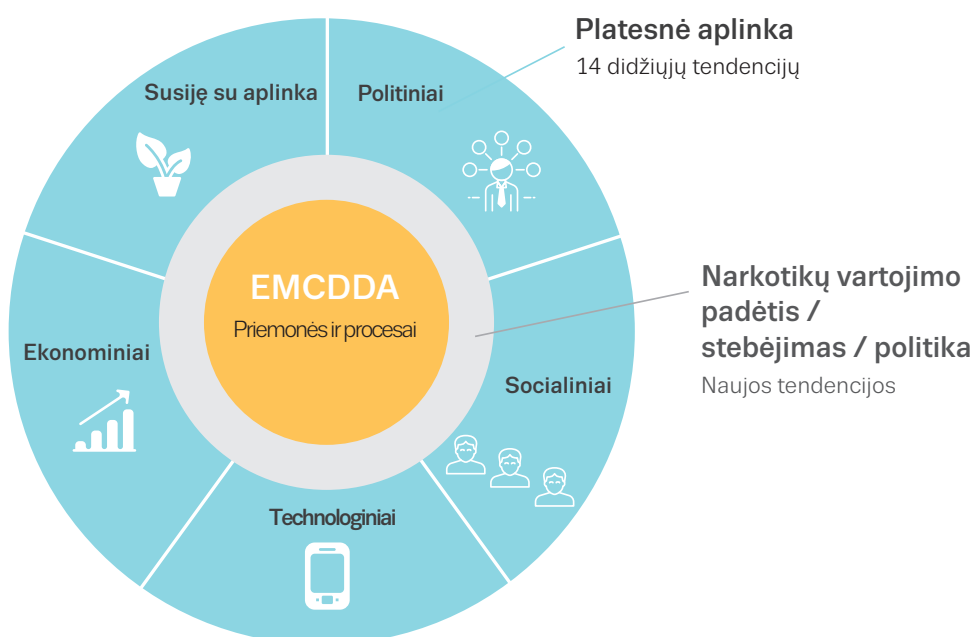 Platesnė aplinka
14 didžiųjų tendencijų
Susiję su aplinka
Politiniai
EMCDDA
Priemonės ir procesai
Narkotikų vartojimo
padėtis /
stebėjimas / politika
Naujos tendencijos
Ekonominiai
Socialiniai
Technologiniai